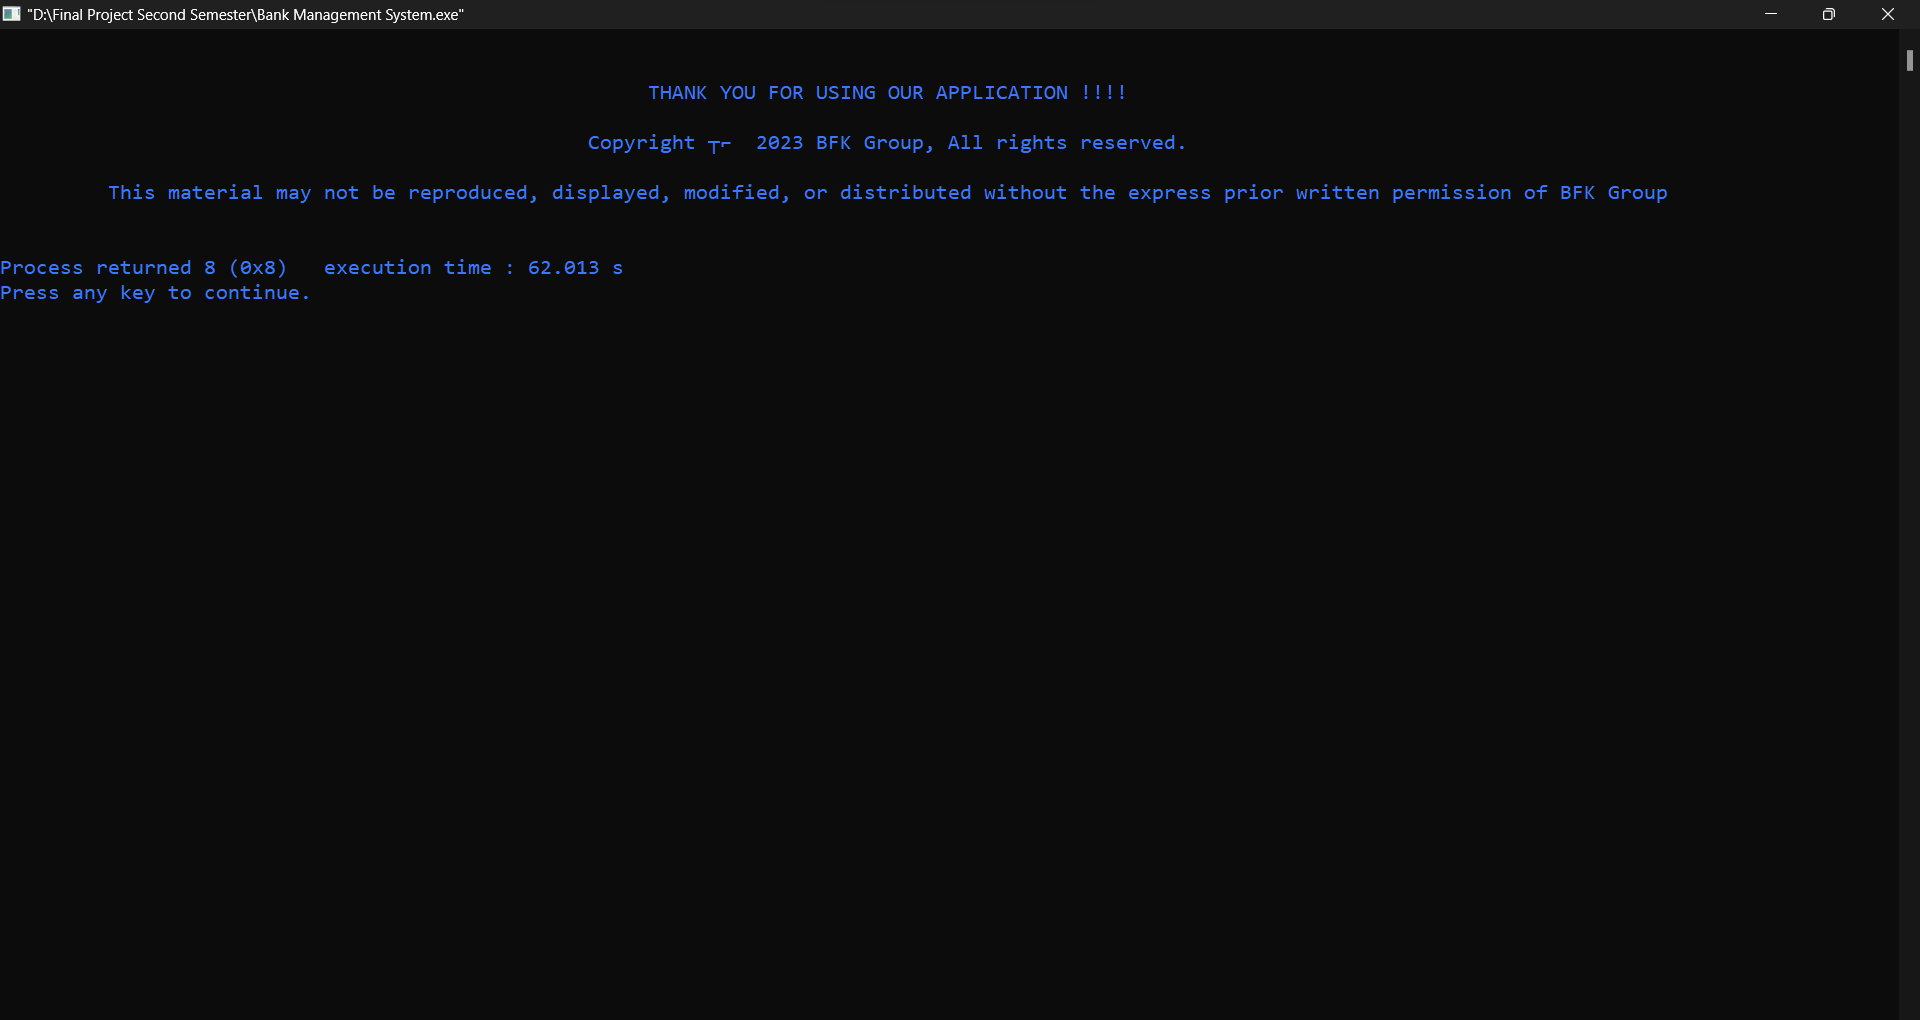 "D:\Final Project Second Semester\Bank Management System.exe"
THANK YOU FOR USING OUR APPLICATION !!!!
Copyright ┬⌐  2023 BFK Group, All rights reserved.
This material may not be reproduced, displayed, modified, or distributed without the express prior written permission of BFK Group
Process returned 8 (0x8)   execution time : 62.013 s
Press any key to continue.